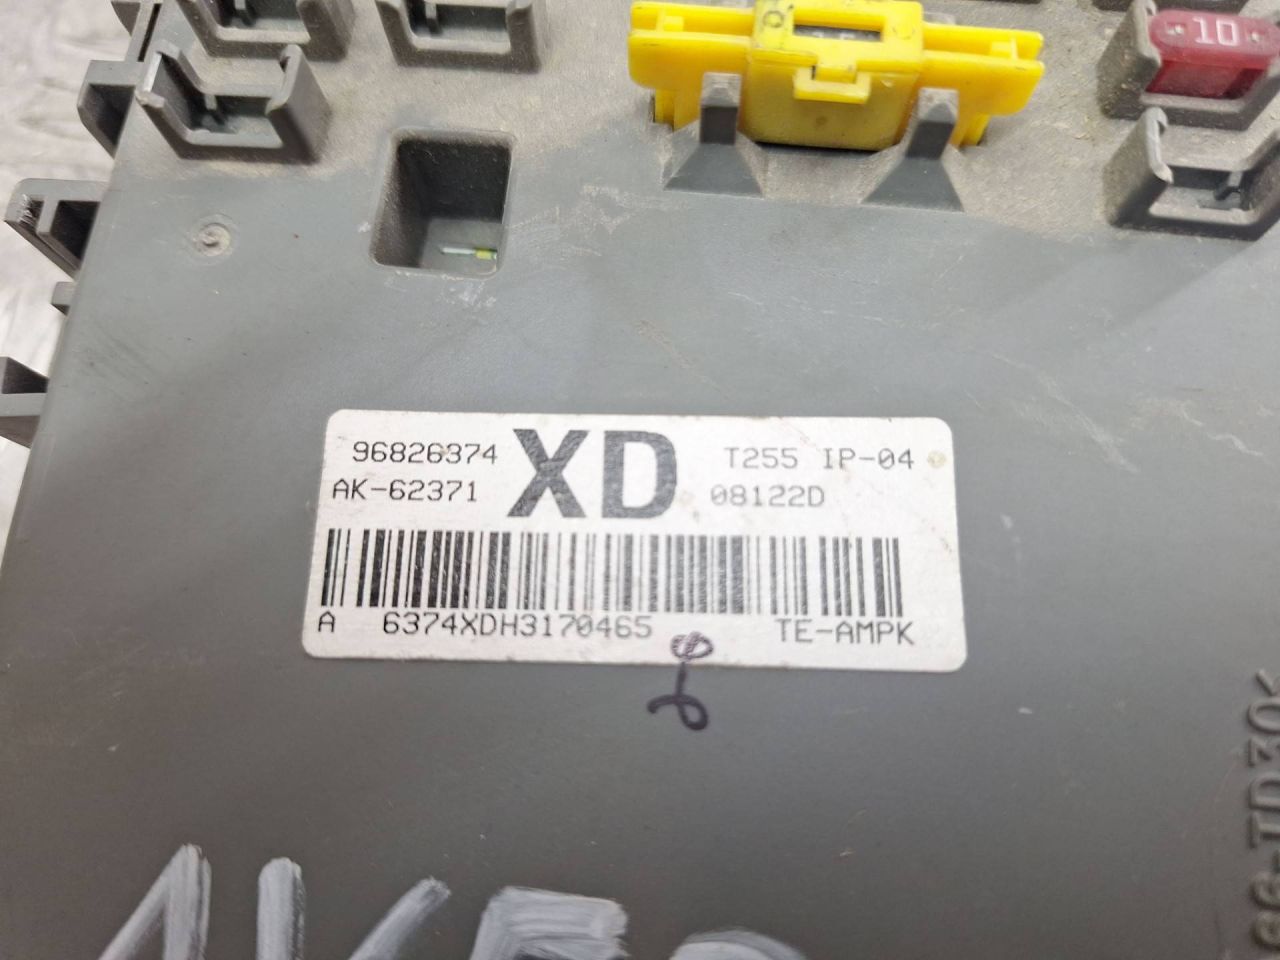 10
96826374 XD T255 IP-04
AK-62371 08122D
A 6374XDH3170465 TE-AMPK